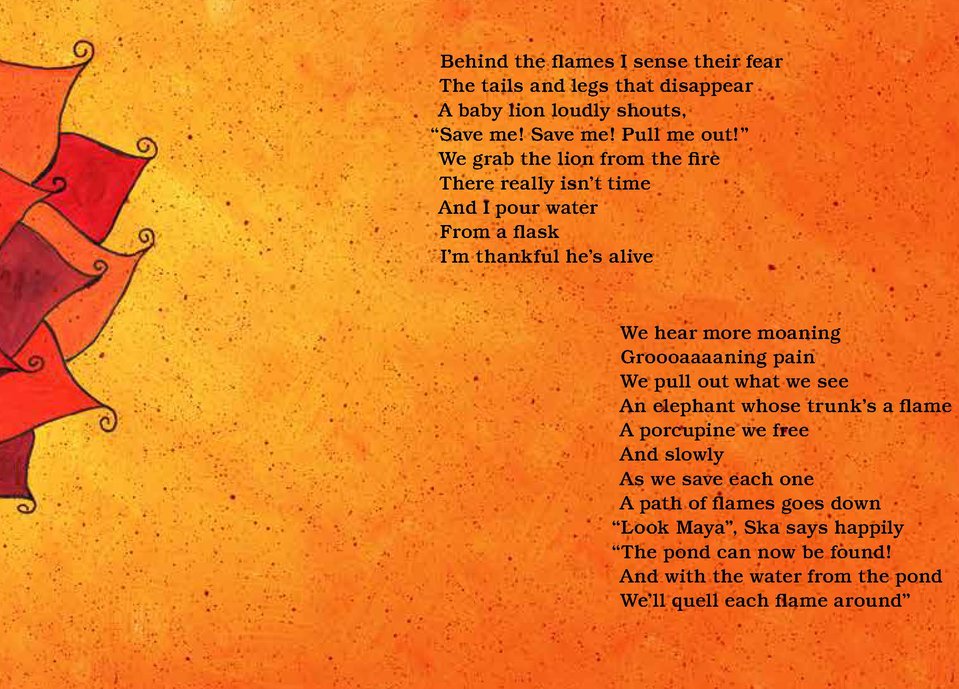 Behind the flames I sense their fear
The tails and legs that disappear
A baby lion loudly shouts,
“Save me! Save me! Pull me out!”
We grab the lion from the fire
There really isn’t time
And I pour water
From a flask
I’m thankful he’s alive
We hear more moaning
Groooaaaaning pain
We pull out what we see
An elephant whose trunk’s a flame
A porcupine we free
And slowly
As we save each one
A path of flames goes down
“Look Maya”, Ska says happily
“The pond can now be found!
And with the water from the pond
We’ll quell each flame around”